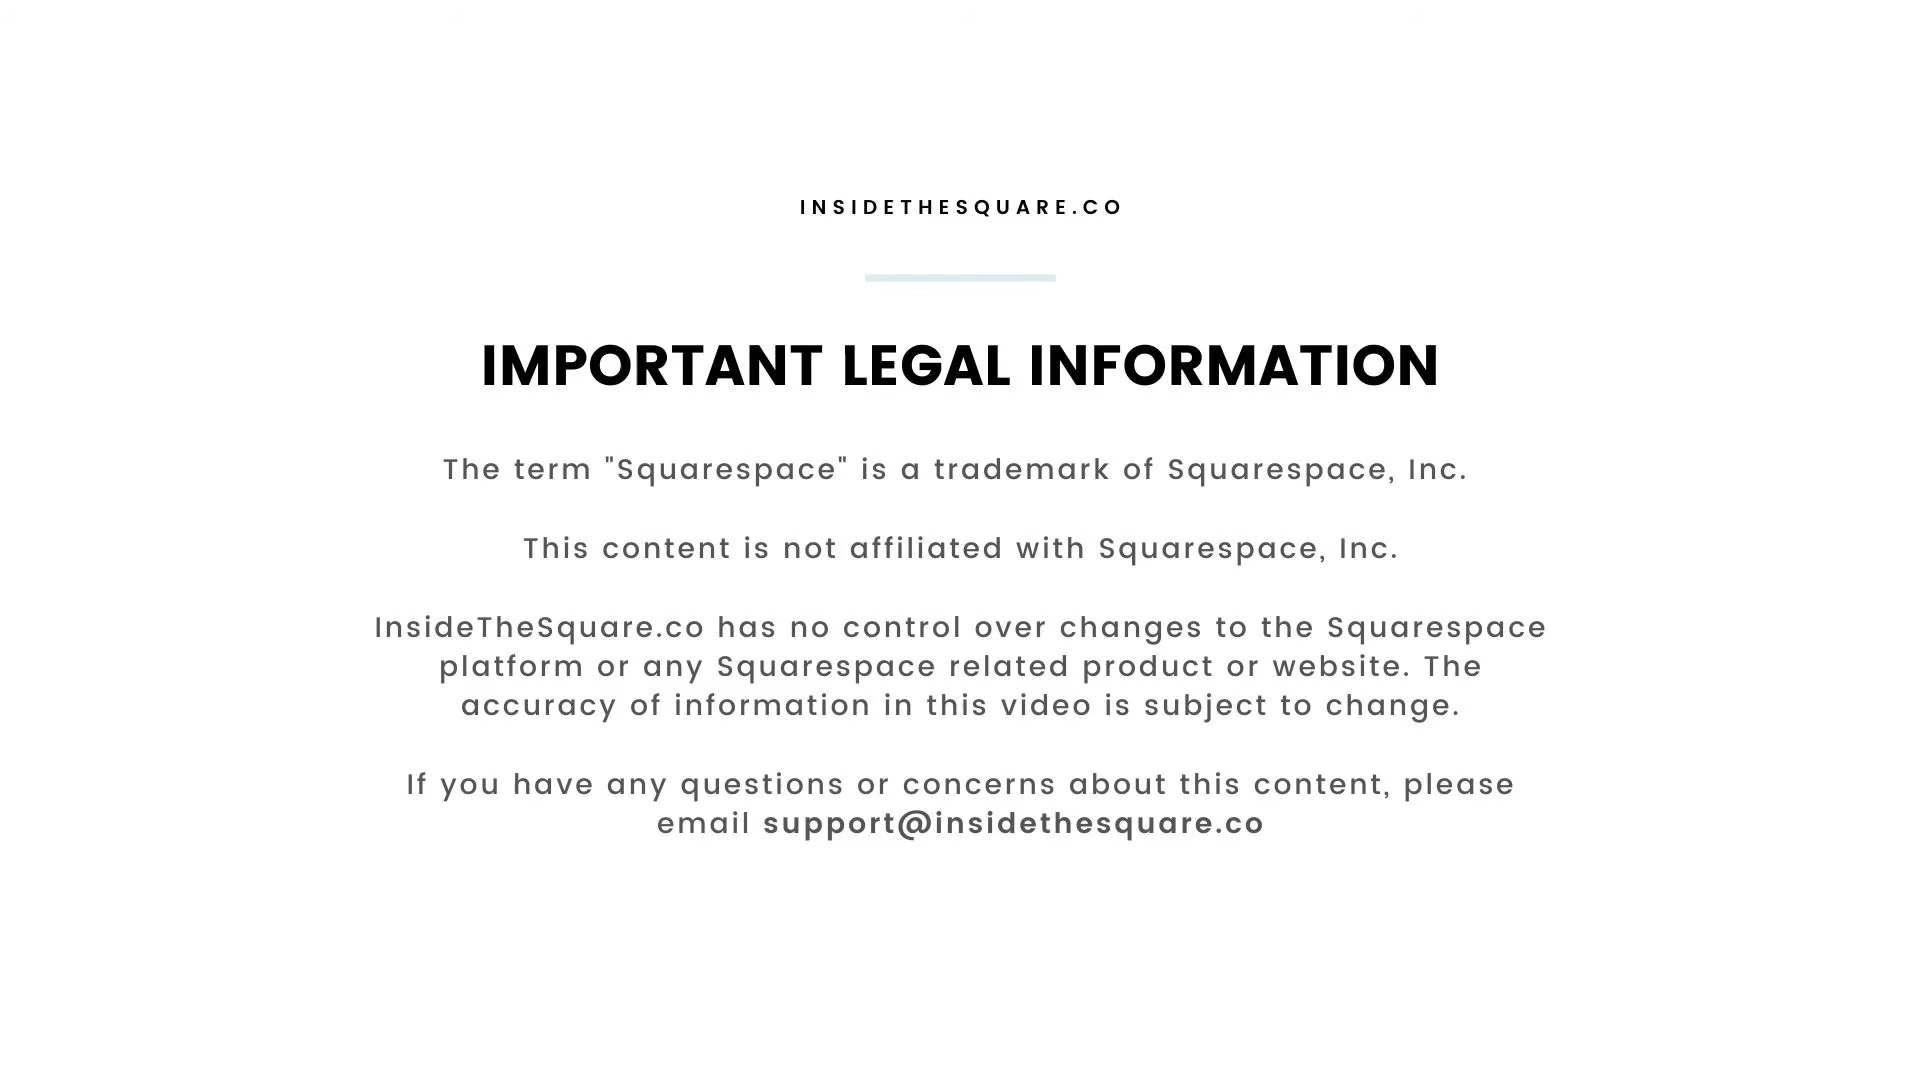 INSIDETHESQUARE.CO
IMPORTANT LEGAL INFORMATION
The term "Squarespace" is a trademark of Squarespace, Inc.
This content is not affiliated with Squarespace, Inc.
InsideTheSquare.co has no control over changes to the Squarespace
platform or any Squarespace related product or website. The
accuracy of information in this video is subject to change.
If you have any questions or concerns about this content, please
email support@insidethesquare.co